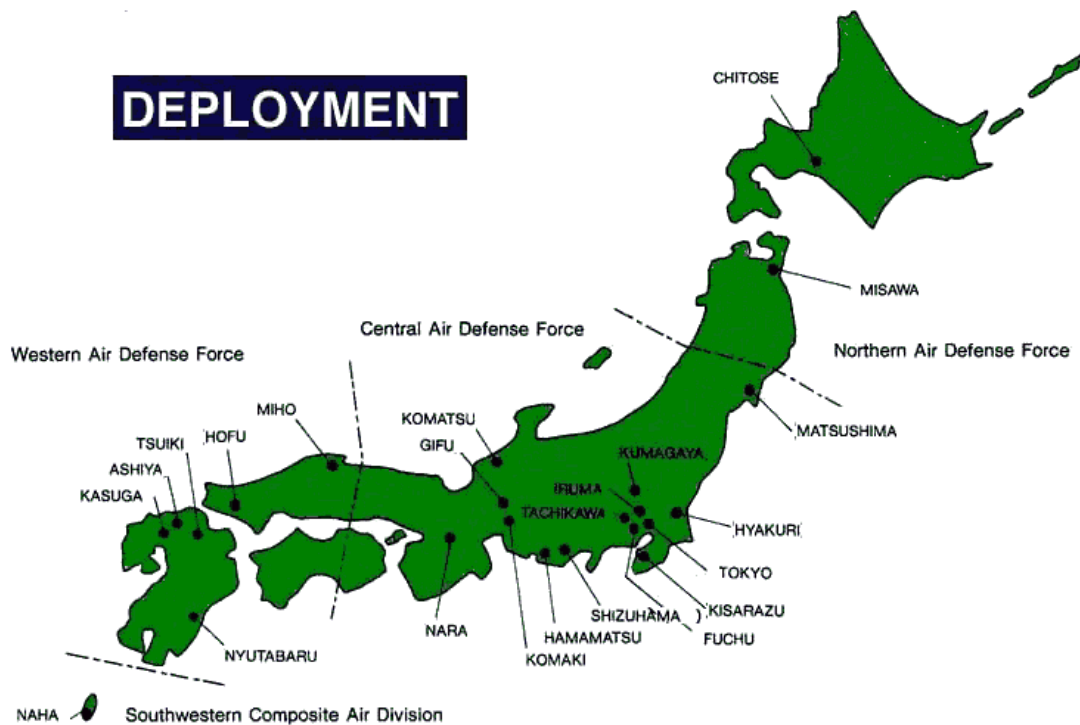 DEPLOYMENT
CHITOSE
MISAWA
Central Air Defense Force
Western Air Defense Force
Northern Air Defense Force
MIHO
KOMATSU
MATSUSHIMA
TSUIKI
HOFU
GIFU
KUMAGAYA
ASHIYA
IRUMA
KASUGA
TACHIKAWA
HYAKURI
TOKYO
SHIZUHAMA )
KISARAZU
NARA
HAMAMATSU
FUCHU
NYUTABARU
KOMAKI
NAHA
Southwestern Composite Air Division